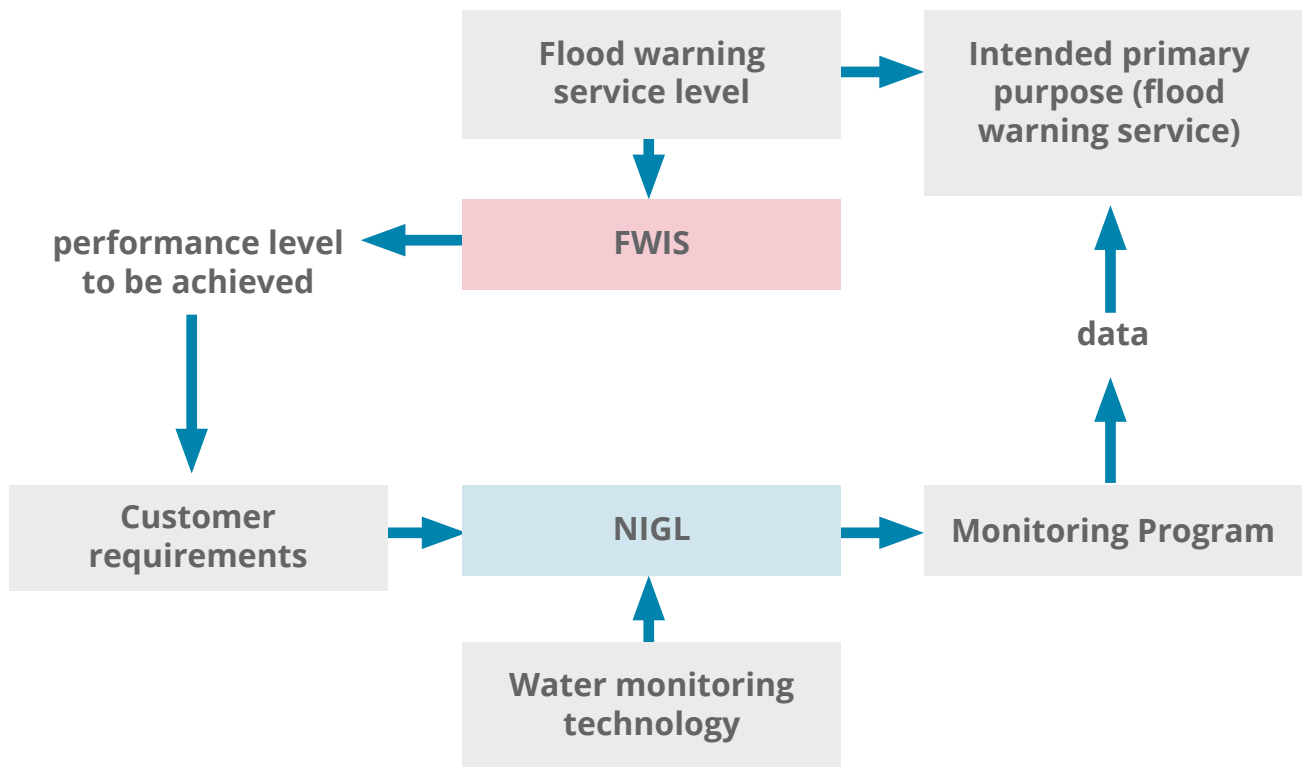 Flood warning
service level
Intended primary
purpose (flood
warning service)
performance level
to be achieved
FWIS
data
Customer
requirements
NIGL
Monitoring Program
Water monitoring
technology